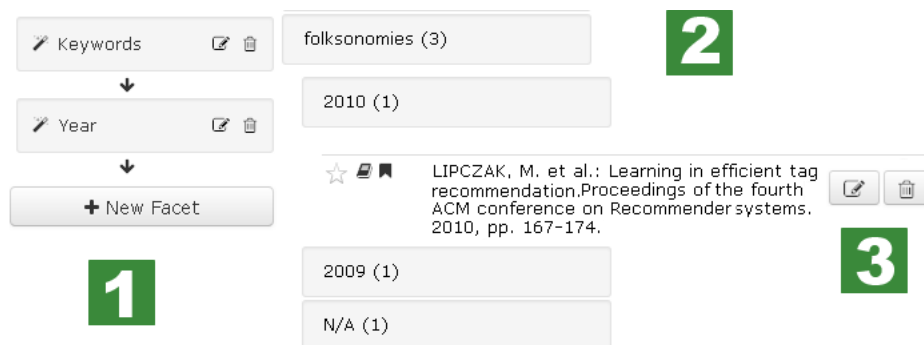 Keywords
Year
+ New Facet
1
folksonomies (3)
2
2010 (1)
LIPCZAK, M. et al.: Learning in efficient tag
recommendation.Proceedings of the fourth
ACM conference on Recommender systems.
2010, pp. 167-174.
3
2009 (1)
N/A (1)